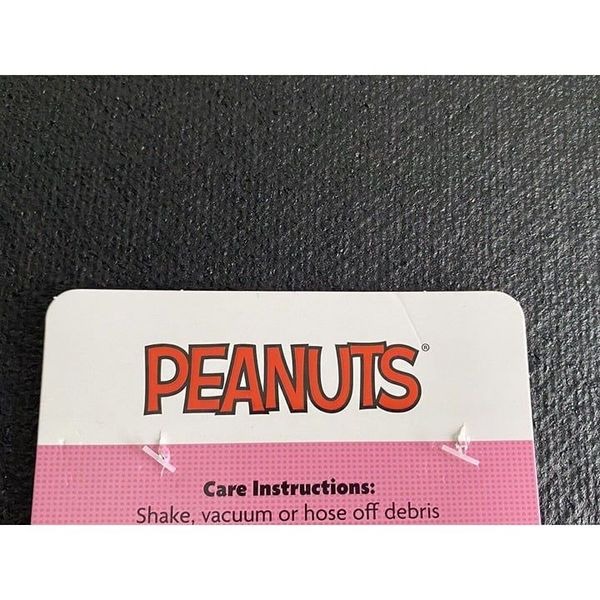 PEANUTS®
Care Instructions:
Shake, vacuum or hose off debris